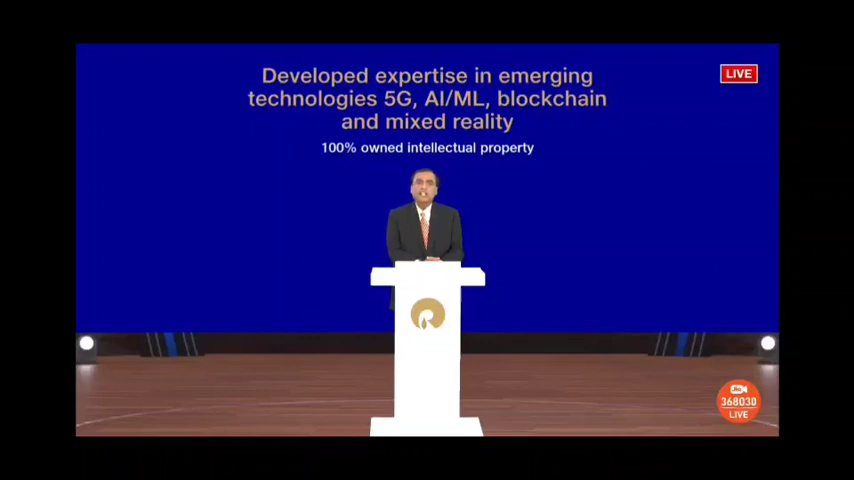 Developed expertise in emerging
technologies 5G, AI/ML, blockchain
and mixed reality
100% owned intellectual property
LIVE
Jio
368030
LIVE